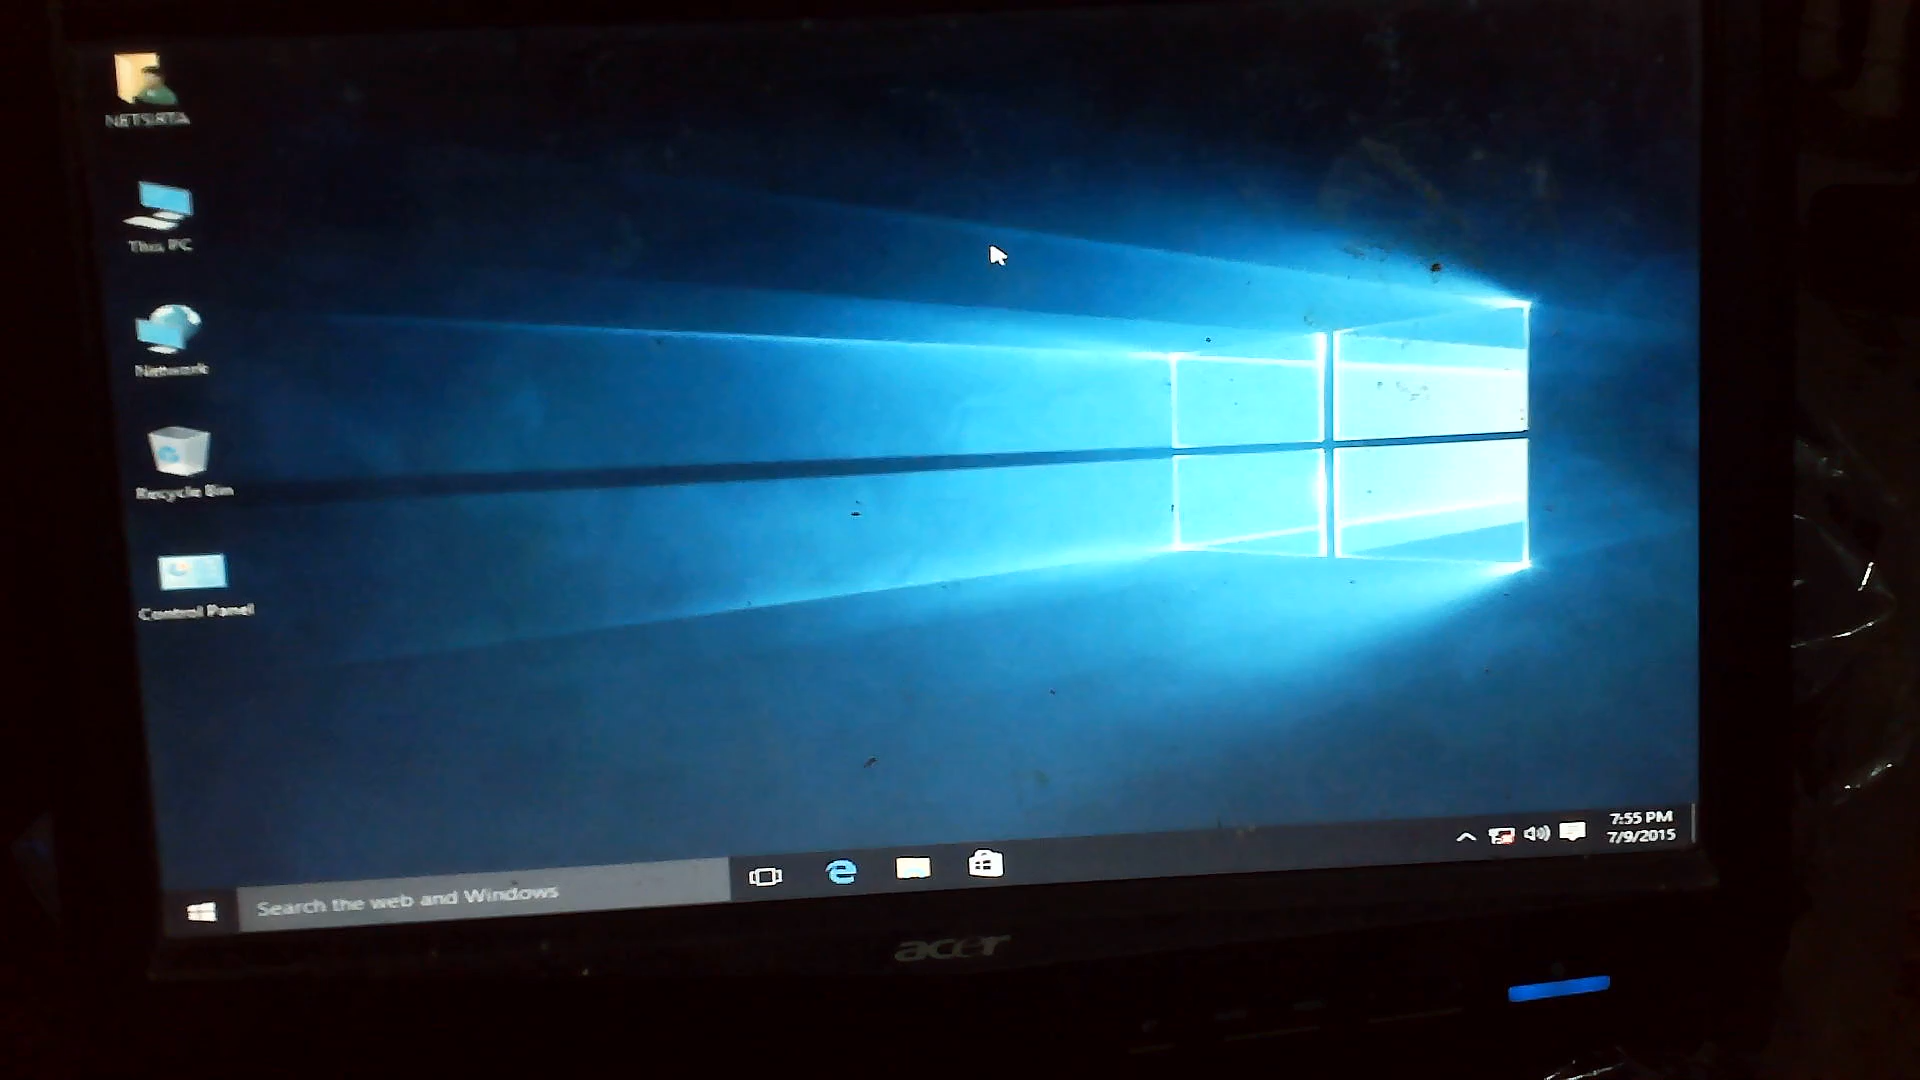 This PC
Network
Recycle Bin
Control Panel
Search the web and Windows
7:55 PM
7/9/2015
acer